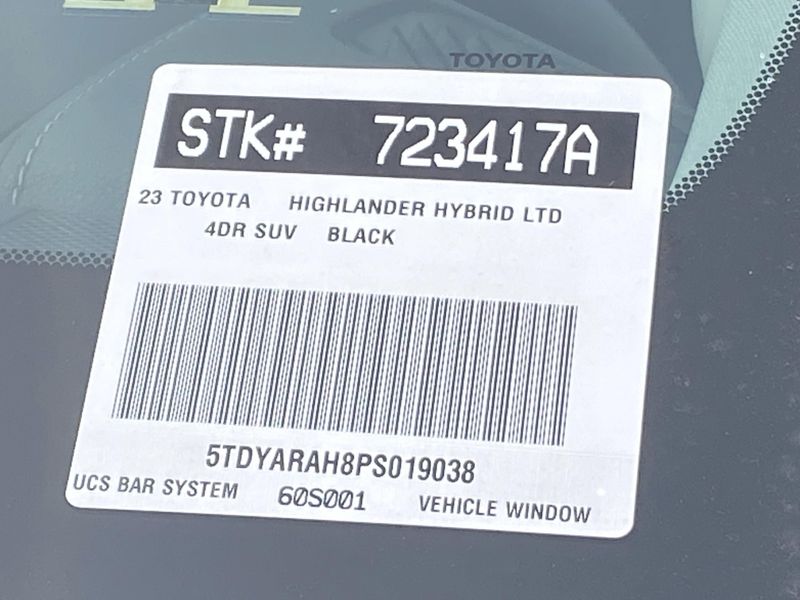 TOYOTA
STK# 723417A
23 TOYOTA HIGHLANDER HYBRID LTD
4DR SUV BLACK
5TDYARAH8PS019038
UCS BAR SYSTEM 60S001 VEHICLE WINDOW